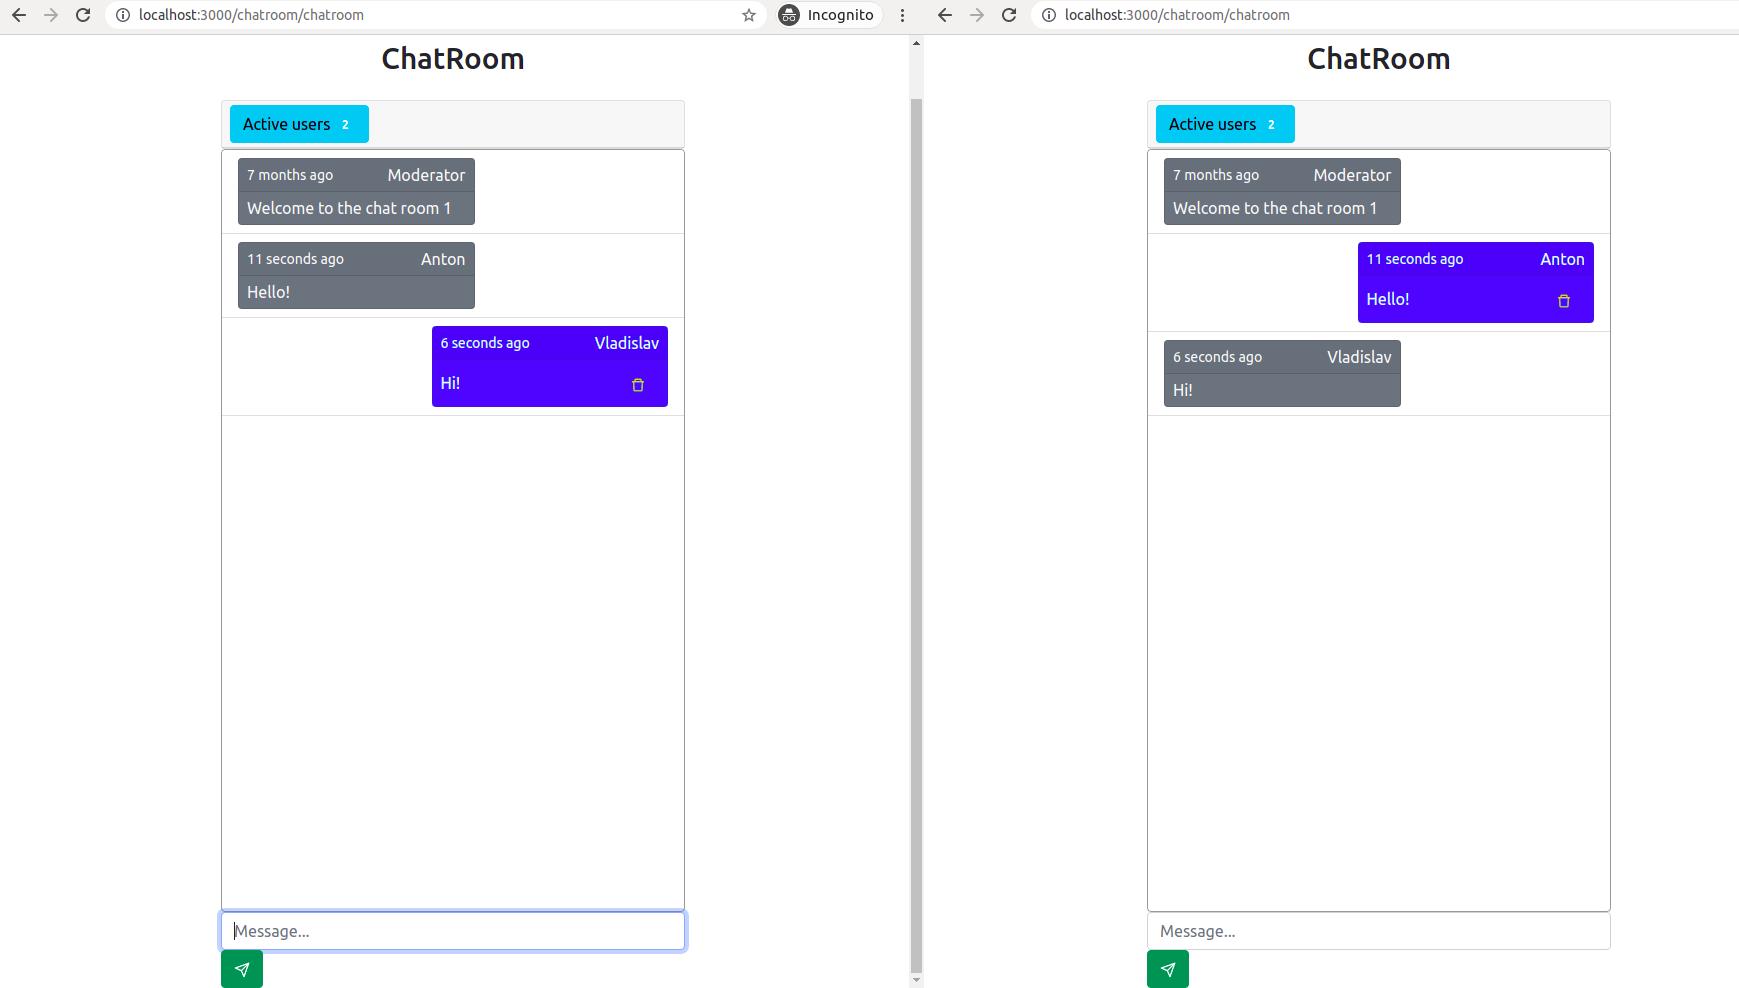 localhost:3000/chatroom/chatroom
Incognito
ChatRoom
Active users 2
7 months ago Moderator
Welcome to the chat room 1
11 seconds ago Anton
Hello!
6 seconds ago Vladislav
Hi!
Message...
localhost:3000/chatroom/chatroom
ChatRoom
Active users 2
7 months ago Moderator
Welcome to the chat room 1
11 seconds ago Anton
Hello!
6 seconds ago Vladislav
Hi!
Message...